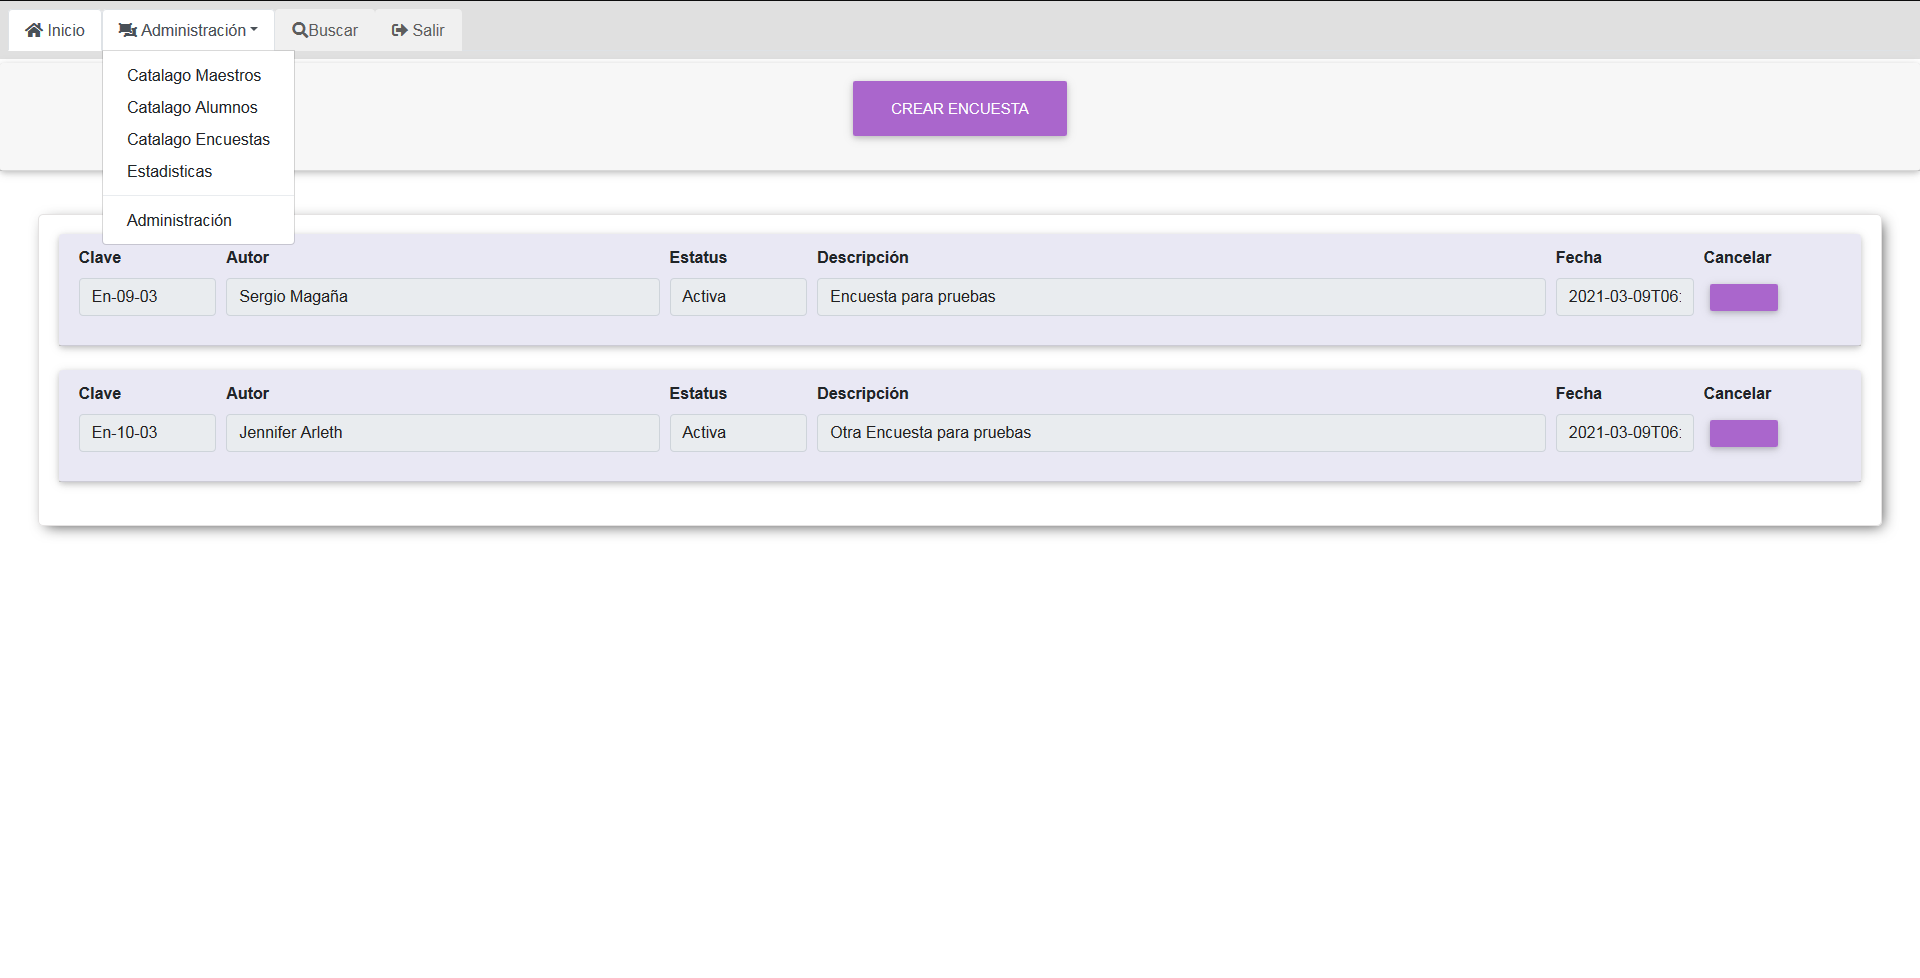 Inicio Administración Buscar Salir
Catalago Maestros
Catalago Alumnos
Catalago Encuestas
Estadisticas
Administración
CREAR ENCUESTA
Clave Autor Estatus Descripción Fecha Cancelar
En-09-03 Sergio Magaña Activa Encuesta para pruebas 2021-03-09T06:
Clave Autor Estatus Descripción Fecha Cancelar
En-10-03 Jennifer Arleth Activa Otra Encuesta para pruebas 2021-03-09T06: